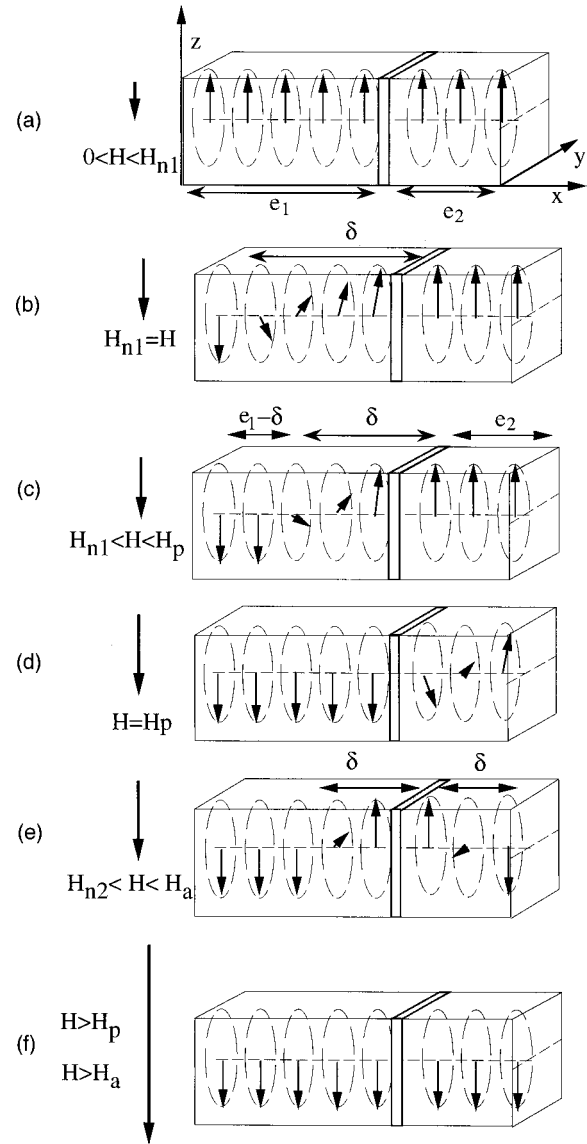 z
(a)
0<H<Hn1
y
x
e1
e2
δ
(b)
Hn1=H
e1-δ
δ
e2
(c)
Hn1<H<Hp
(d)
H=Hp
δ
δ
(e)
Hn2< H< Ha
(f)
H>Hp
H>Ha